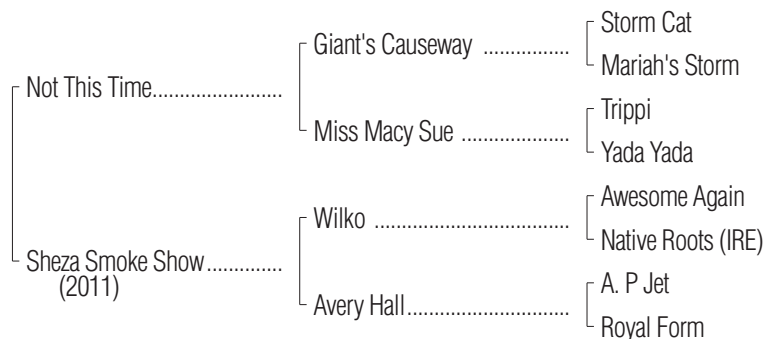 Storm Cat
Giant's Causeway ................
Mariah's Storm
Not This Time........................
Trippi
Miss Macy Sue ....................
Yada Yada
Awesome Again
Wilko ....................................
Native Roots (IRE)
Sheza Smoke Show..............
(2011)
A. P Jet
Avery Hall..............................
Royal Form